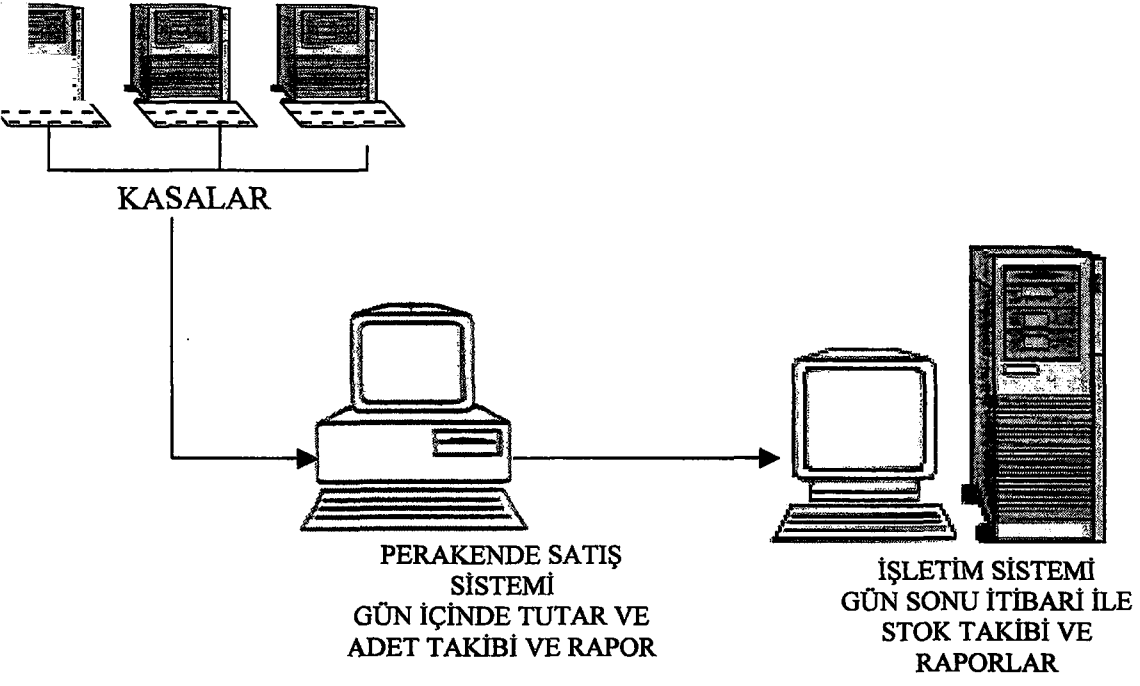 KASALAR
PERAKENDE SATIŞ
SİSTEMİ
GÜN İÇİNDE TUTAR VE
ADET TAKİBİ VE RAPOR
İŞLETİM SİSTEMİ
GÜN SONU İTİBARİ İLE
STOK TAKİBİ VE
RAPORLAR